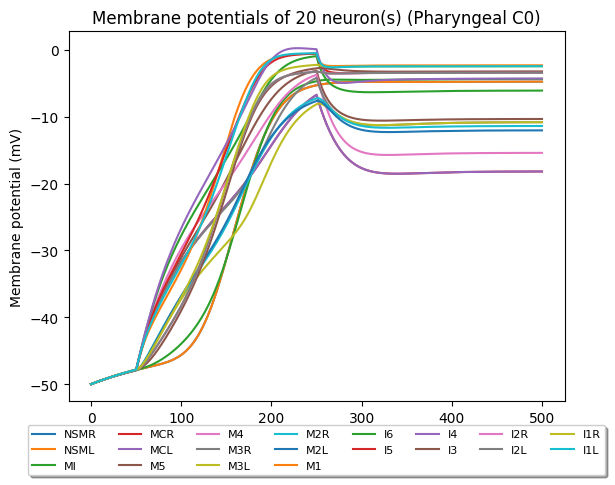 Membrane potentials of 20 neuron(s) (Pharyngeal C0)
Membrane potential (mV)
0
−10
−20
−30
−40
−50
0 100 200 300 400 500
NSMR MCR M4 M2R I6 I4 I2R I1R
NSML MCL M3R M2L I5 I3 I2L I1L
MI M5 M3L M1